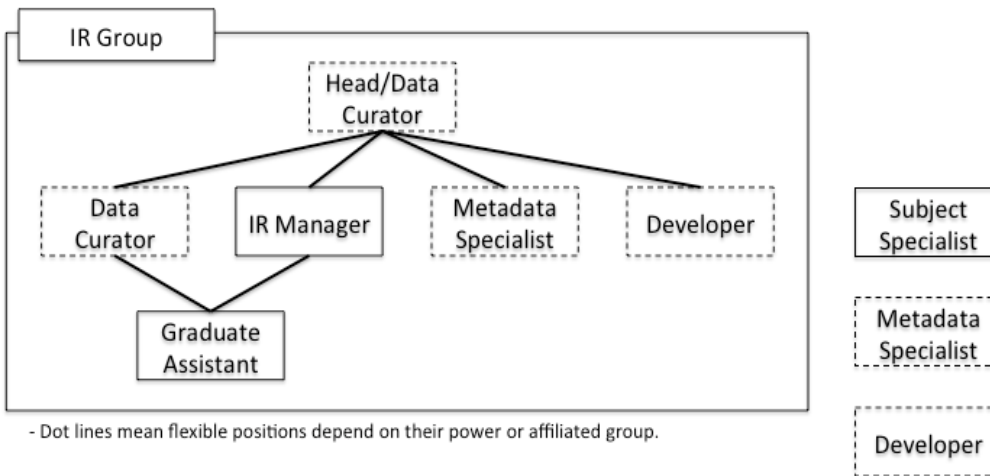 IR Group
Head/Data
Curator
Data
Curator
IR Manager
Metadata
Specialist
Developer
Graduate
Assistant
- Dot lines mean flexible positions depend on their power or affiliated group.
Subject
Specialist
Metadata
Specialist
Developer